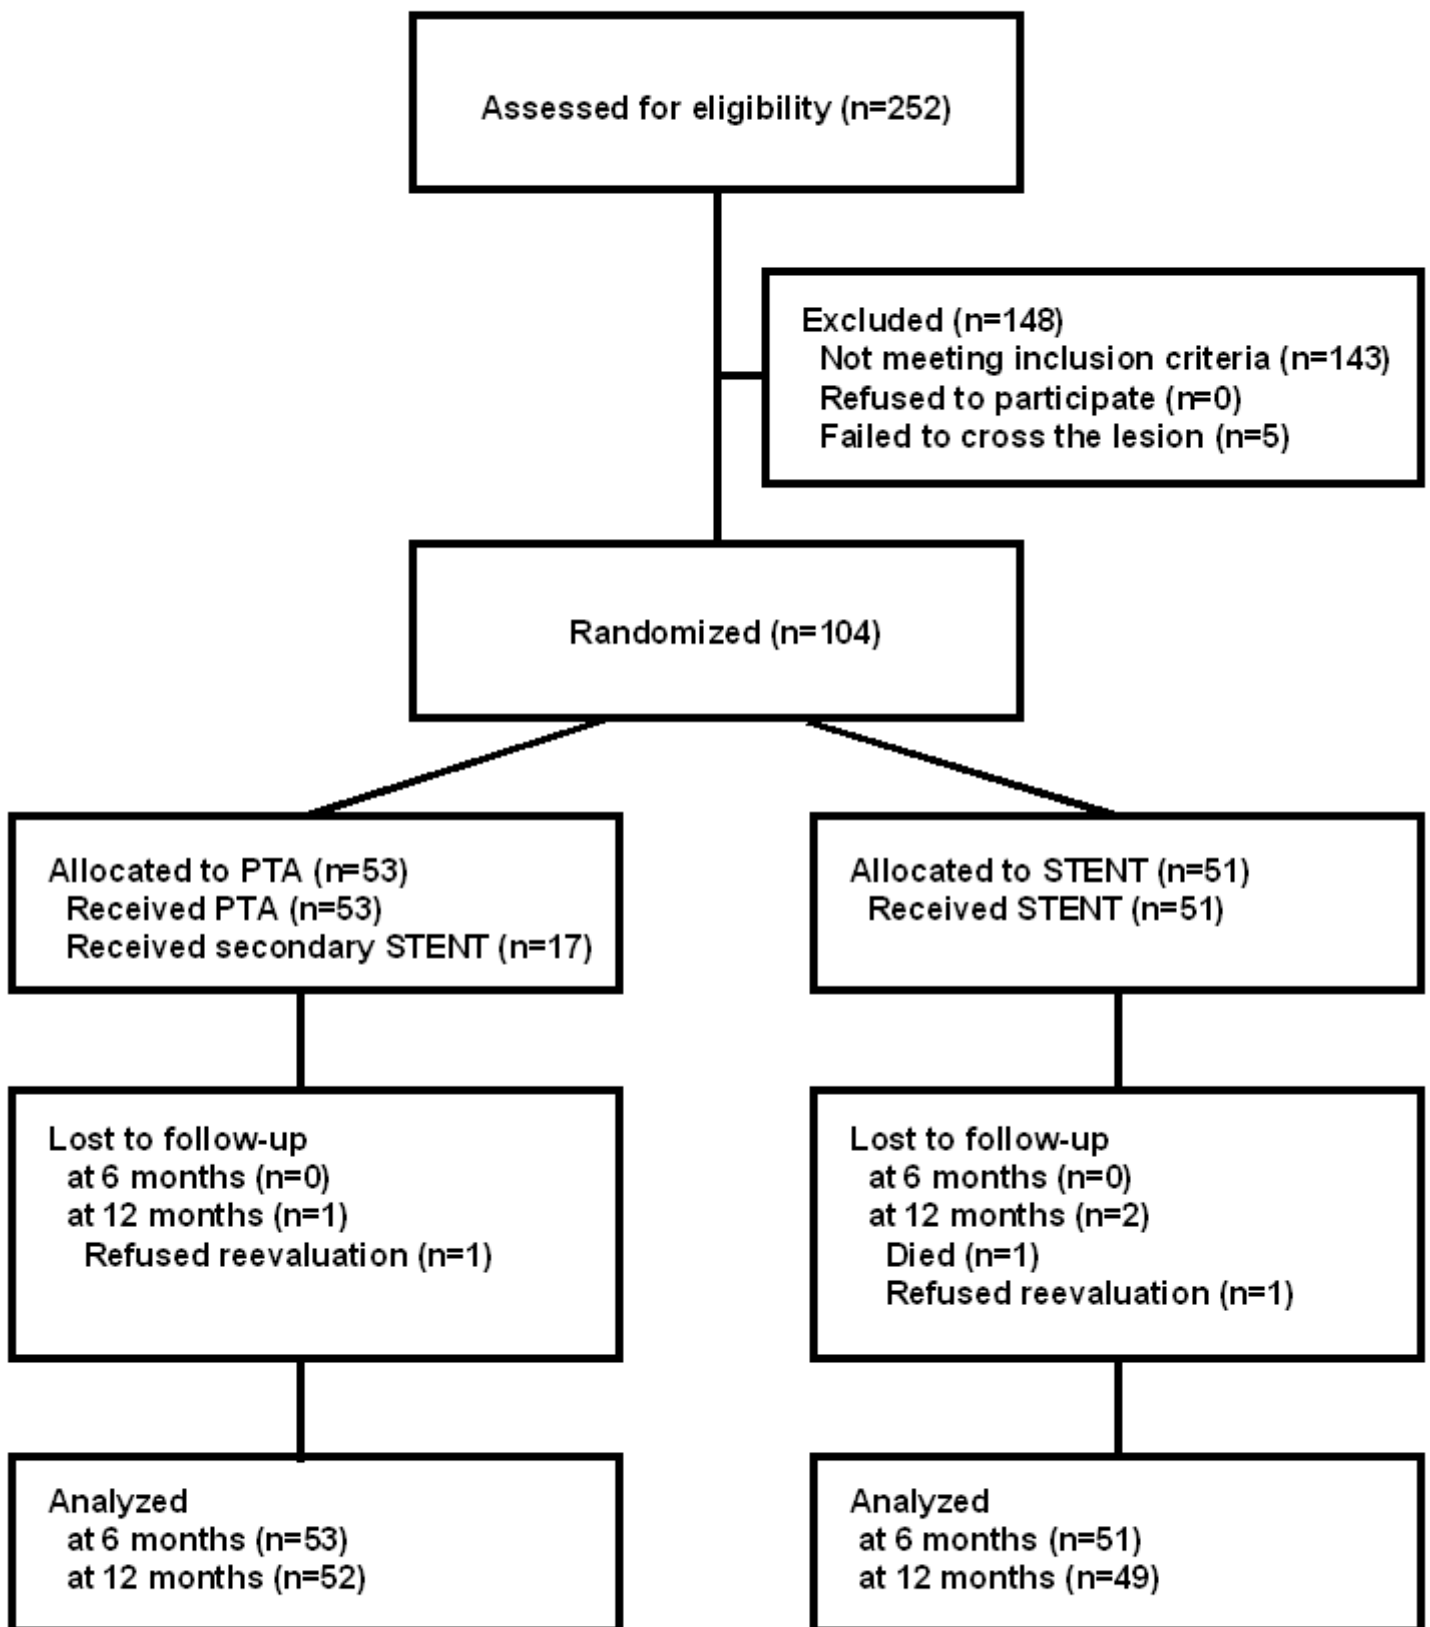 Assessed for eligibility (n=252)
Excluded (n=148)
Not meeting inclusion criteria (n=143)
Refused to participate (n=0)
Failed to cross the lesion (n=5)
Randomized (n=104)
Allocated to PTA (n=53)
Received PTA (n=53)
Received secondary STENT (n=17)
Allocated to STENT (n=51)
Received STENT (n=51)
Lost to follow-up
at 6 months (n=0)
at 12 months (n=1)
Refused reevaluation (n=1)
Lost to follow-up
at 6 months (n=0)
at 12 months (n=2)
Died (n=1)
Refused reevaluation (n=1)
Analyzed
at 6 months (n=53)
at 12 months (n=52)
Analyzed
at 6 months (n=51)
at 12 months (n=49)